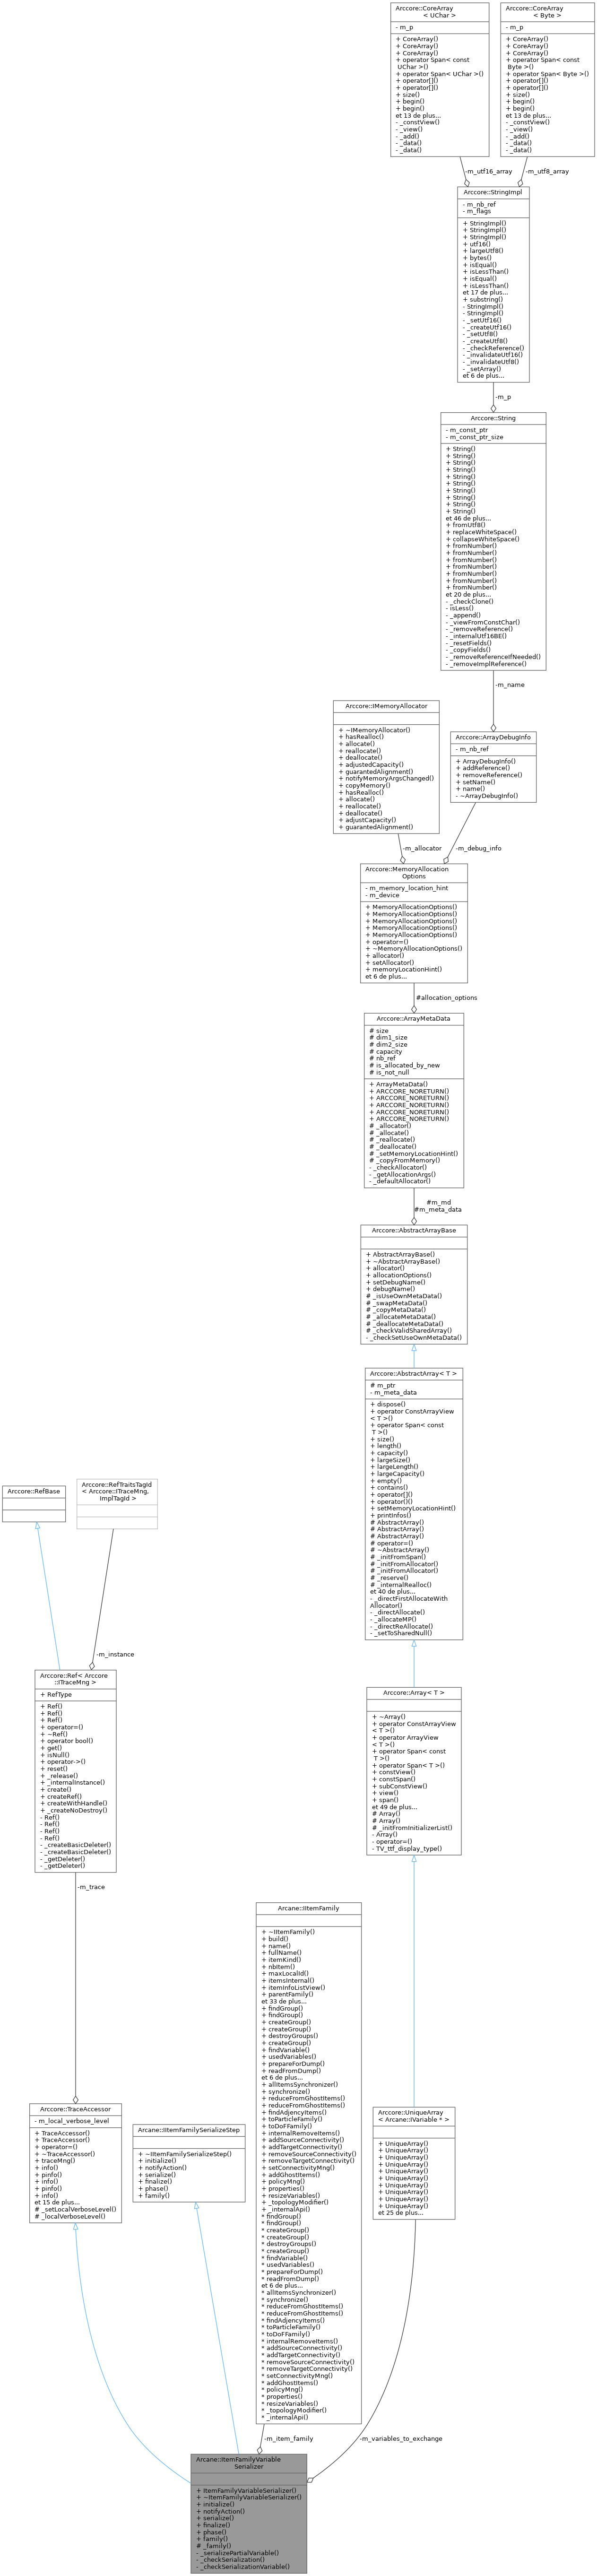 Arccore::CoreArray
< UChar >
- m_p
+ CoreArray()
+ CoreArray()
+ CoreArray()
+ operator Span< const
UChar >()
+ operator Span< UChar >()
+ operator[]()
+ operator[]()
+ size()
+ begin()
+ begin()
et 13 de plus...
- _constView()
- _view()
- _add()
- _data()
- _data()
Arccore::CoreArray
< Byte >
- m_p
+ CoreArray()
+ CoreArray()
+ CoreArray()
+ operator Span< const
Byte >()
+ operator Span< Byte >()
+ operator[]()
+ operator[]()
+ size()
+ begin()
+ begin()
et 13 de plus...
- _constView()
- _view()
- _add()
- _data()
- _data()
-m_utf16_array
-m_utf8_array
Arccore::StringImpl
- m_nb_ref
- m_flags
+ StringImpl()
+ StringImpl()
+ StringImpl()
+ utf16()
+ largeUtf8()
+ bytes()
+ isEqual()
+ isLessThan()
+ isEqual()
+ isLessThan()
et 17 de plus...
+ substring()
- StringImpl()
- StringImpl()
- _setUtf16()
- _createUtf16()
- _setUtf8()
- _createUtf8()
- _checkReference()
- _invalidateUtf16()
- _invalidateUtf8()
- _setArray()
et 6 de plus...
-m_p
Arccore::String
- m_const_ptr
- m_const_ptr_size
+ String()
+ String()
+ String()
+ String()
+ String()
+ String()
+ String()
+ String()
+ String()
+ String()
et 46 de plus...
+ fromUtf8()
+ replaceWhiteSpace()
+ collapseWhiteSpace()
+ fromNumber()
+ fromNumber()
+ fromNumber()
+ fromNumber()
+ fromNumber()
+ fromNumber()
+ fromNumber()
et 20 de plus...
- _checkClone()
- isLess()
- _append()
- _viewFromConstChar()
- _removeReference()
- _internalUtf16BE()
- _resetFields()
- _copyFields()
- _removeReferenceIfNeeded()
- _removeImplReference()
-m_name
Arccore::IMemoryAllocator
+ ~IMemoryAllocator()
+ hasRealloc()
+ allocate()
+ reallocate()
+ deallocate()
+ adjustedCapacity()
+ guarantedAlignment()
+ notifyMemoryArgsChanged()
+ copyMemory()
+ hasRealloc()
+ allocate()
+ reallocate()
+ deallocate()
+ adjustCapacity()
+ guarantedAlignment()
Arccore::ArrayDebugInfo
- m_nb_ref
+ ArrayDebugInfo()
+ addReference()
+ removeReference()
+ setName()
+ name()
- ~ArrayDebugInfo()
-m_allocator
-m_debug_info
Arccore::MemoryAllocation
Options
- m_memory_location_hint
- m_device
+ MemoryAllocationOptions()
+ MemoryAllocationOptions()
+ MemoryAllocationOptions()
+ MemoryAllocationOptions()
+ MemoryAllocationOptions()
+ operator=()
+ ~MemoryAllocationOptions()
+ allocator()
+ setAllocator()
+ memoryLocationHint()
et 6 de plus...
#allocation_options
Arccore::ArrayMetaData
# size
# dim1_size
# dim2_size
# capacity
# nb_ref
# is_allocated_by_new
# is_not_null
+ ArrayMetaData()
+ ARCCORE_NORETURN()
+ ARCCORE_NORETURN()
+ ARCCORE_NORETURN()
+ ARCCORE_NORETURN()
+ ARCCORE_NORETURN()
# _allocator()
# _allocate()
# _reallocate()
# _deallocate()
# _setMemoryLocationHint()
# _copyFromMemory()
- _checkAllocator()
- _getAllocationArgs()
- _defaultAllocator()
#m_md
#m_meta_data
Arccore::AbstractArrayBase
+ AbstractArrayBase()
+ ~AbstractArrayBase()
+ allocator()
+ allocationOptions()
+ setDebugName()
+ debugName()
# _isUseOwnMetaData()
# _swapMetaData()
# _copyMetaData()
# _allocateMetaData()
# _deallocateMetaData()
# _checkValidSharedArray()
- _checkSetUseOwnMetaData()
Arccore::AbstractArray< T >
# m_ptr
- m_meta_data
+ dispose()
+ operator ConstArrayView
< T >()
+ operator Span< const
T >()
+ size()
+ length()
+ capacity()
+ largeSize()
+ largeLength()
+ largeCapacity()
+ empty()
+ contains()
+ operator[]()
+ operator()()
+ setMemoryLocationHint()
+ printInfos()
# AbstractArray()
# AbstractArray()
# AbstractArray()
# operator=()
# ~AbstractArray()
# _initFromSpan()
# _initFromAllocator()
# _initFromAllocator()
# _reserve()
# _internalRealloc()
et 40 de plus...
- _directFirstAllocateWith
Allocator()
- _directAllocate()
- _allocateMP()
- _directReAllocate()
- _setToSharedNull()
Arccore::RefBase
Arccore::RefTraitsTagId
< Arccore::ITraceMng,
ImplTagId >
-m_instance
Arccore::Ref< Arccore
::ITraceMng >
+ RefType
+ Ref()
+ Ref()
+ Ref()
+ operator=()
+ ~Ref()
+ operator bool()
+ get()
+ isNull()
+ operator->()
+ reset()
+ _release()
+ _internalInstance()
+ create()
+ createRef()
+ createWithHandle()
+ _createNoDestroy()
- Ref()
- Ref()
- Ref()
- Ref()
- _createBasicDeleter()
- _createBasicDeleter()
- _getDeleter()
- _getDeleter()
-m_trace
Arccore::Array< T >
+ ~Array()
+ operator ConstArrayView
< T >()
+ operator ArrayView
< T >()
+ operator Span< const
T >()
+ operator Span< T >()
+ constView()
+ constSpan()
+ subConstView()
+ view()
+ span()
et 49 de plus...
# Array()
# Array()
# _initFromInitializerList()
- Array()
- operator=()
- TV_ttf_display_type()
Arccore::TraceAccessor
- m_local_verbose_level
+ TraceAccessor()
+ TraceAccessor()
+ operator=()
+ ~TraceAccessor()
+ traceMng()
+ info()
+ pinfo()
+ info()
+ pinfo()
+ info()
et 15 de plus...
# _setLocalVerboseLevel()
# _localVerboseLevel()
Arcane::IItemFamilySerializeStep
+ ~IItemFamilySerializeStep()
+ initialize()
+ notifyAction()
+ serialize()
+ finalize()
+ phase()
+ family()
Arcane::IItemFamily
+ ~IItemFamily()
+ build()
+ name()
+ fullName()
+ itemKind()
+ nbItem()
+ maxLocalId()
+ itemsInternal()
+ itemInfoListView()
+ parentFamily()
et 33 de plus...
+ findGroup()
+ findGroup()
+ createGroup()
+ createGroup()
+ destroyGroups()
+ createGroup()
+ findVariable()
+ usedVariables()
+ prepareForDump()
+ readFromDump()
et 6 de plus...
+ allItemsSynchronizer()
+ synchronize()
+ reduceFromGhostItems()
+ reduceFromGhostItems()
+ findAdjencyItems()
+ toParticleFamily()
+ toDoFFamily()
+ internalRemoveItems()
+ addSourceConnectivity()
+ addTargetConnectivity()
+ removeSourceConnectivity()
+ removeTargetConnectivity()
+ setConnectivityMng()
+ addGhostItems()
+ policyMng()
+ properties()
+ resizeVariables()
+ _topologyModifier()
+ _internalApi()
* findGroup()
* findGroup()
* createGroup()
* createGroup()
* destroyGroups()
* createGroup()
* findVariable()
* usedVariables()
* prepareForDump()
* readFromDump()
et 6 de plus...
* allItemsSynchronizer()
* synchronize()
* reduceFromGhostItems()
* reduceFromGhostItems()
* findAdjencyItems()
* toParticleFamily()
* toDoFFamily()
* internalRemoveItems()
* addSourceConnectivity()
* addTargetConnectivity()
* removeSourceConnectivity()
* removeTargetConnectivity()
* setConnectivityMng()
* addGhostItems()
* policyMng()
* properties()
* resizeVariables()
* _topologyModifier()
* _internalApi()
Arccore::UniqueArray
< Arcane::IVariable * >
+ UniqueArray()
+ UniqueArray()
+ UniqueArray()
+ UniqueArray()
+ UniqueArray()
+ UniqueArray()
+ UniqueArray()
+ UniqueArray()
+ UniqueArray()
+ UniqueArray()
et 25 de plus...
-m_item_family
-m_variables_to_exchange
Arcane::ItemFamilyVariable
Serializer
+ ItemFamilyVariableSerializer()
+ ~ItemFamilyVariableSerializer()
+ initialize()
+ notifyAction()
+ serialize()
+ finalize()
+ phase()
+ family()
# _family()
- _serializePartialVariable()
- _checkSerialization()
- _checkSerializationVariable()